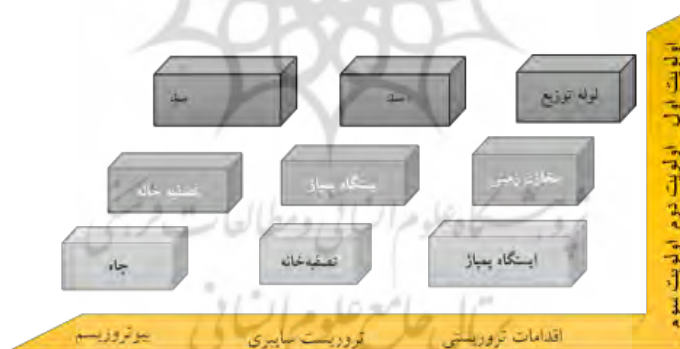 لوله توزیع
سد
سد
مخازن زمینی
ایستگاه پمپاژ
تصفیه خانه
ایستگاه پمپاژ
تصفیه‌خانه
چاه
اولویت اول
اولویت دوم
اولویت سوم
اقدامات تروریستی
تروریست سایبری
بیوتروریسم